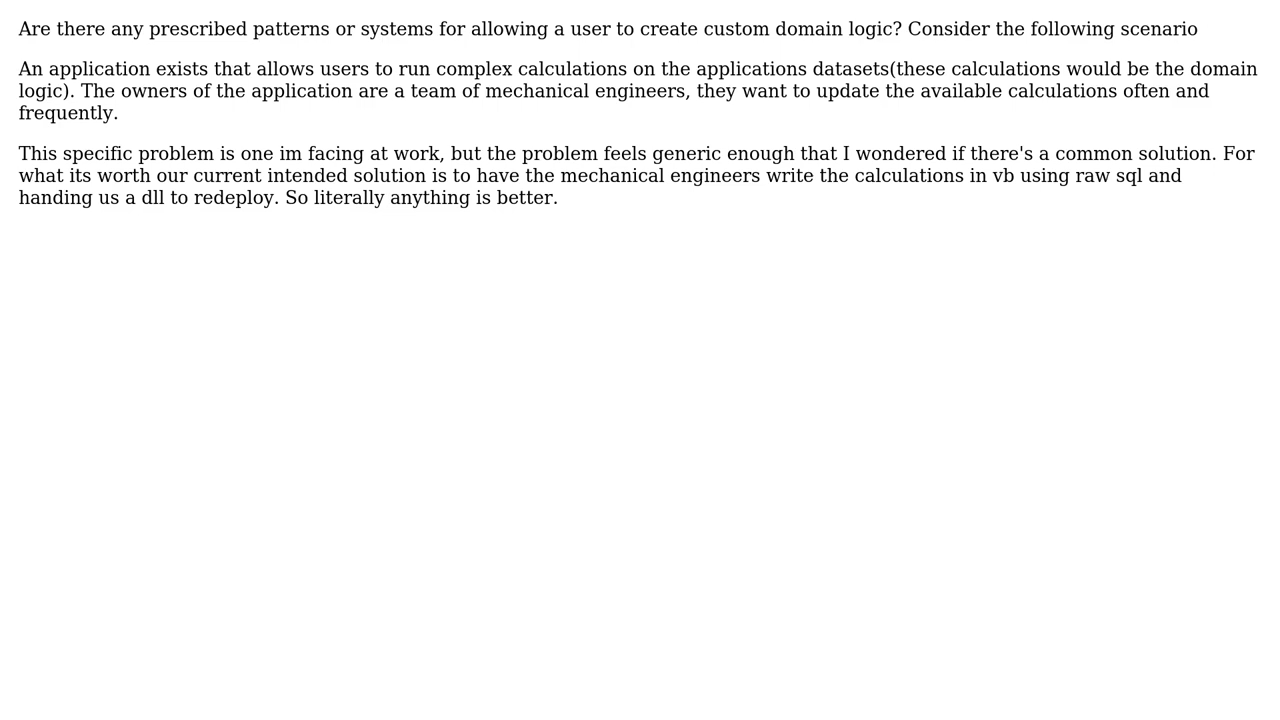 Are there any prescribed patterns or systems for allowing a user to create custom domain logic? Consider the following scenario
An application exists that allows users to run complex calculations on the applications datasets(these calculations would be the domain
logic). The owners of the application are a team of mechanical engineers, they want to update the available calculations often and
frequently.
This specific problem is one im facing at work, but the problem feels generic enough that I wondered if there's a common solution. For
what its worth our current intended solution is to have the mechanical engineers write the calculations in vb using raw sql and
handing us a dll to redeploy. So literally anything is better.